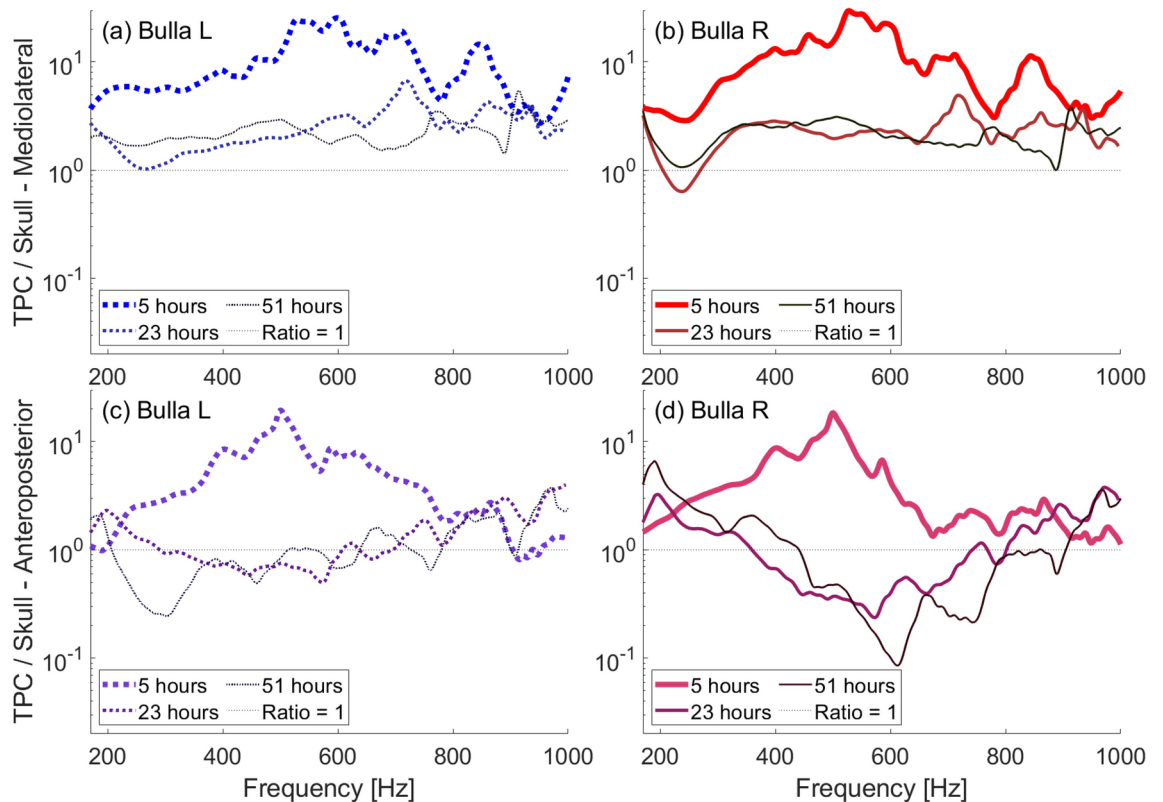 (a) Bulla L
(b) Bulla R
TPC / Skull - Mediolateral
10^1
10^0
10^-1
5 hours
23 hours
51 hours
Ratio = 1
200 400 600 800 1000
10^1
10^0
10^-1
5 hours
23 hours
51 hours
Ratio = 1
200 400 600 800 1000
(c) Bulla L
(d) Bulla R
TPC / Skull - Anteroposterior
10^1
10^0
10^-1
5 hours
23 hours
51 hours
Ratio = 1
200 400 600 800 1000
Frequency [Hz]
10^1
10^0
10^-1
5 hours
23 hours
51 hours
Ratio = 1
200 400 600 800 1000
Frequency [Hz]